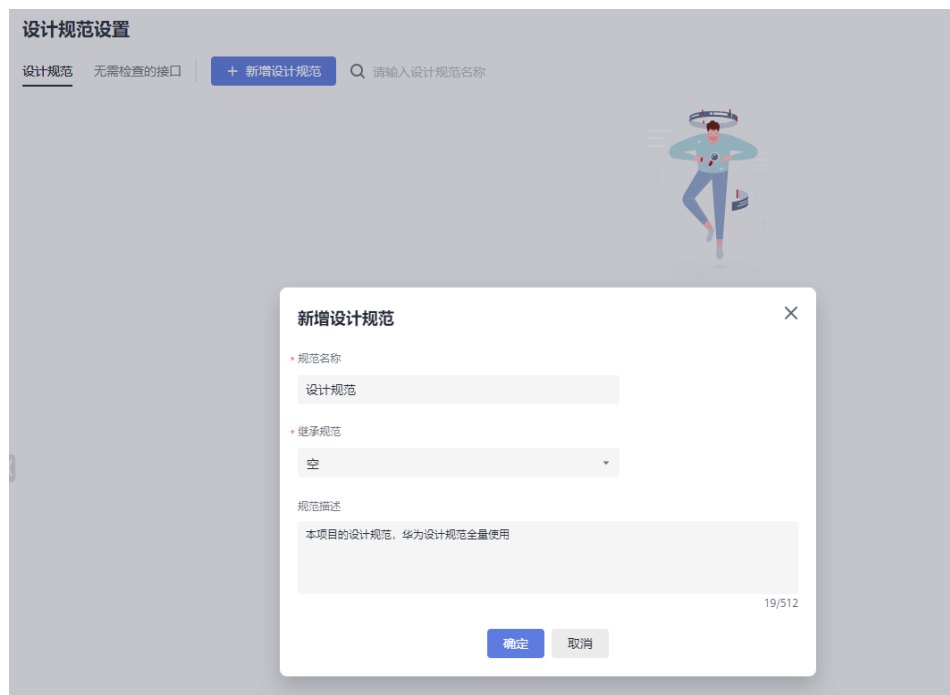 设计规范设置
设计规范 无需检查的接口 + 新增设计规范 请输入设计规范名称
新增设计规范
* 规范名称
设计规范
* 继承规范
空
规范描述
本项目的设计规范，华为设计规范全量使用
19/512
确定 取消